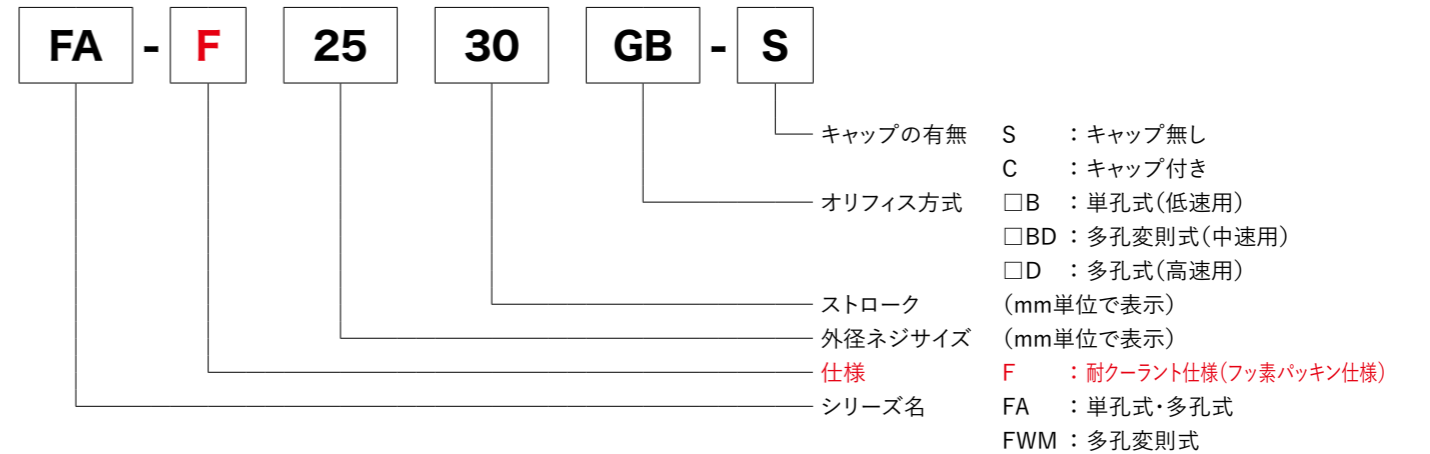 FA - F 25 30 GB - S
キャップの有無 S ：キャップ無し
C ：キャップ付き
オリフィス方式 □B ：単孔式（低速用）
□BD ：多孔変則式（中速用）
□D ：多孔式（高速用）
ストローク （mm単位で表示）
外径ネジサイズ （mm単位で表示）
仕様 F ：耐クーラント仕様（フッ素パッキン仕様）
シリーズ名 FA ：単孔式・多孔式
FWM ：多孔変則式